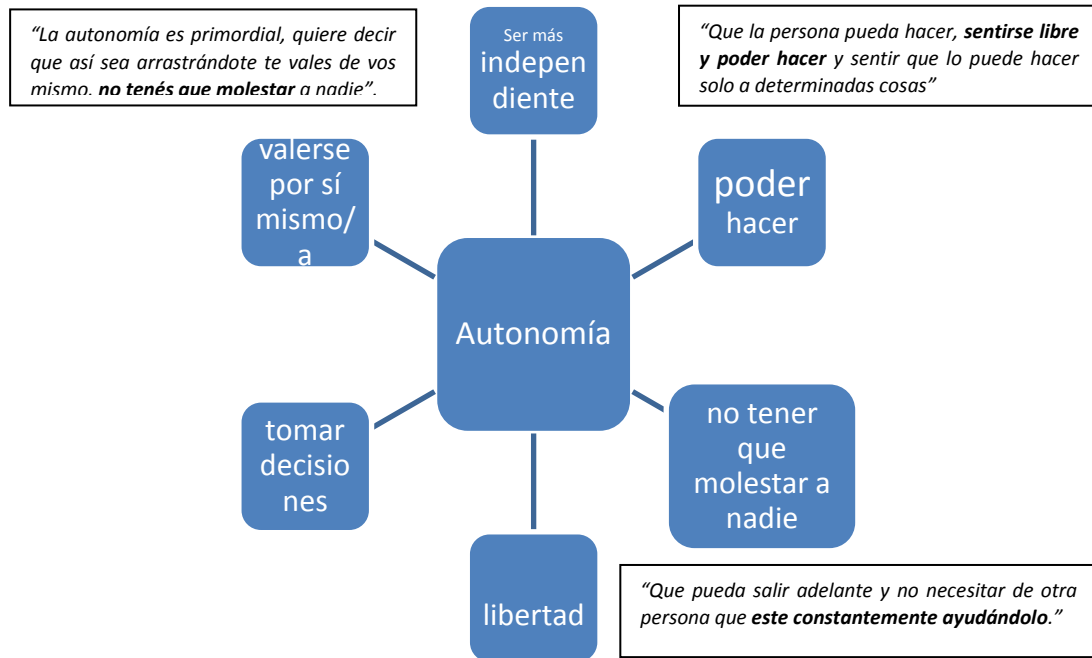 “La autonomía es primordial, quiere decir
que así sea arrastrándote te vales de vos
mismo, no tenés que molestar a nadie”.
Ser más
indepen
diente
“Que la persona pueda hacer, sentirse libre
y poder hacer y sentir que lo puede hacer
solo a determinadas cosas”
valerse
por sí
mismo/
a
poder
hacer
Autonomía
tomar
decisio
nes
no tener
que
molestar a
nadie
libertad
“Que pueda salir adelante y no necesitar de otra
persona que este constantemente ayudándolo.”